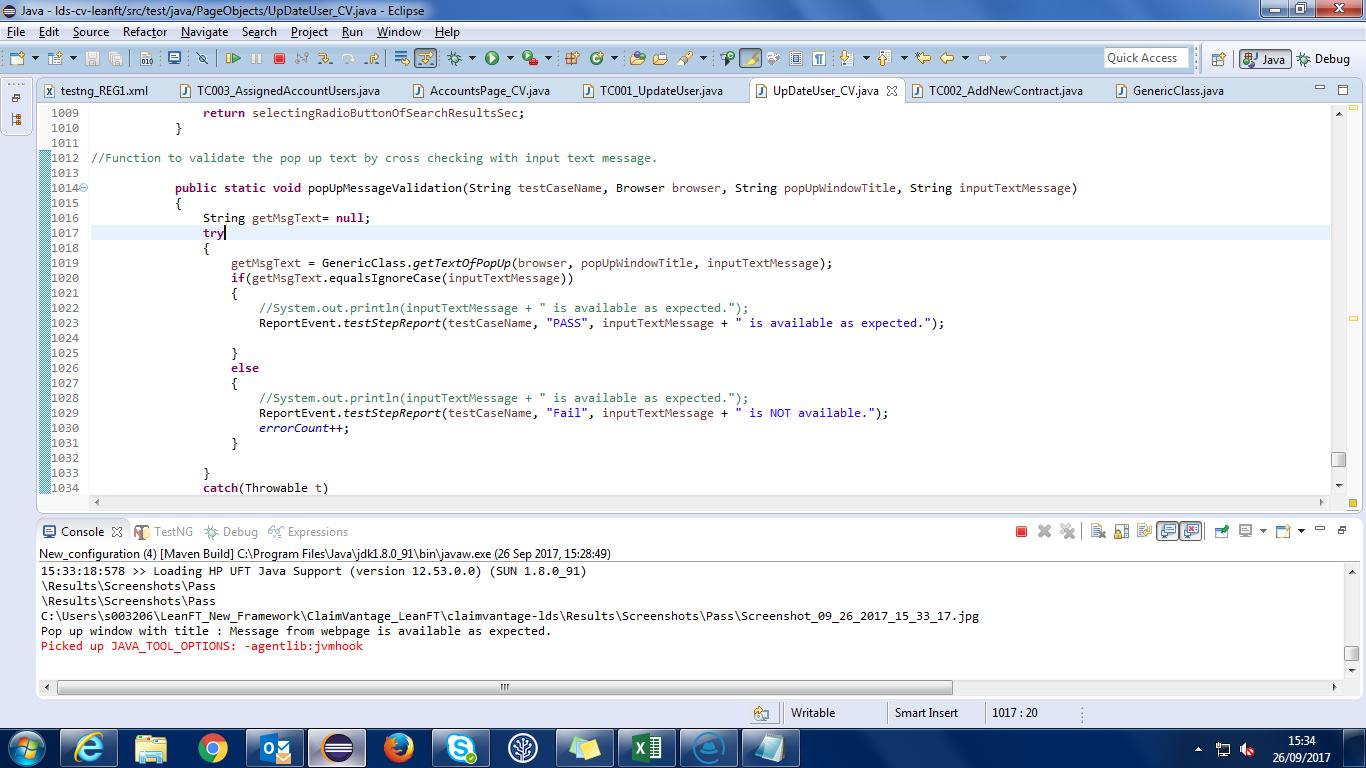 Java - lds-cv-leanft/src/test/java/PageObjects/UpDateUser_CV.java - Eclipse
File Edit Source Refactor Navigate Search Project Run Window Help
Quick Access Java Debug
testng_REG1.xml TC003_AssignedAccountUsers.java AccountsPage_CV.java TC001_UpdateUser.java UpDateUser_CV.java TC002_AddNewContract.java GenericClass.java
1009 return selectingRadioButtonOfSearchResultsSec;
1010 }
1011
1012 //Function to validate the pop up text by cross checking with input text message.
1013
1014 public static void popUpMessageValidation(String testCaseName, Browser browser, String popUpWindowTitle, String inputTextMessage)
1015 {
1016 String getMsgText= null;
1017 try
1018 {
1019 getMsgText = GenericClass.getTextOfPopUp(browser, popUpWindowTitle, inputTextMessage);
1020 if(getMsgText.equalsIgnoreCase(inputTextMessage))
1021 {
1022 //System.out.println(inputTextMessage + " is available as expected.");
1023 ReportEvent.testStepReport(testCaseName, "PASS", inputTextMessage + " is available as expected.");
1024
1025 }
1026 else
1027 {
1028 //System.out.println(inputTextMessage + " is available as expected.");
1029 ReportEvent.testStepReport(testCaseName, "Fail", inputTextMessage + " is NOT available.");
1030 errorCount++;
1031 }
1032
1033 }
1034 catch(Throwable t)
Console TestNG Debug Expressions
New_configuration (4) [Maven Build] C:\Program Files\Java\jdk1.8.0_91\bin\javaw.exe (26 Sep 2017, 15:28:49)
15:33:18:578 >> Loading HP UFT Java Support (version 12.53.0.0) (SUN 1.8.0_91)
\Results\Screenshots\Pass
\Results\Screenshots\Pass
C:\Users\s003206\LeanFT_New_Framework\ClaimVantage_LeanFT\claimvantage-lds\Results\Screenshots\Pass\Screenshot_09_26_2017_15_33_17.jpg
Pop up window with title : Message from webpage is available as expected.
Picked up JAVA_TOOL_OPTIONS: -agentlib:jvmhook
Writable Smart Insert 1017 : 20
15:34
26/09/2017